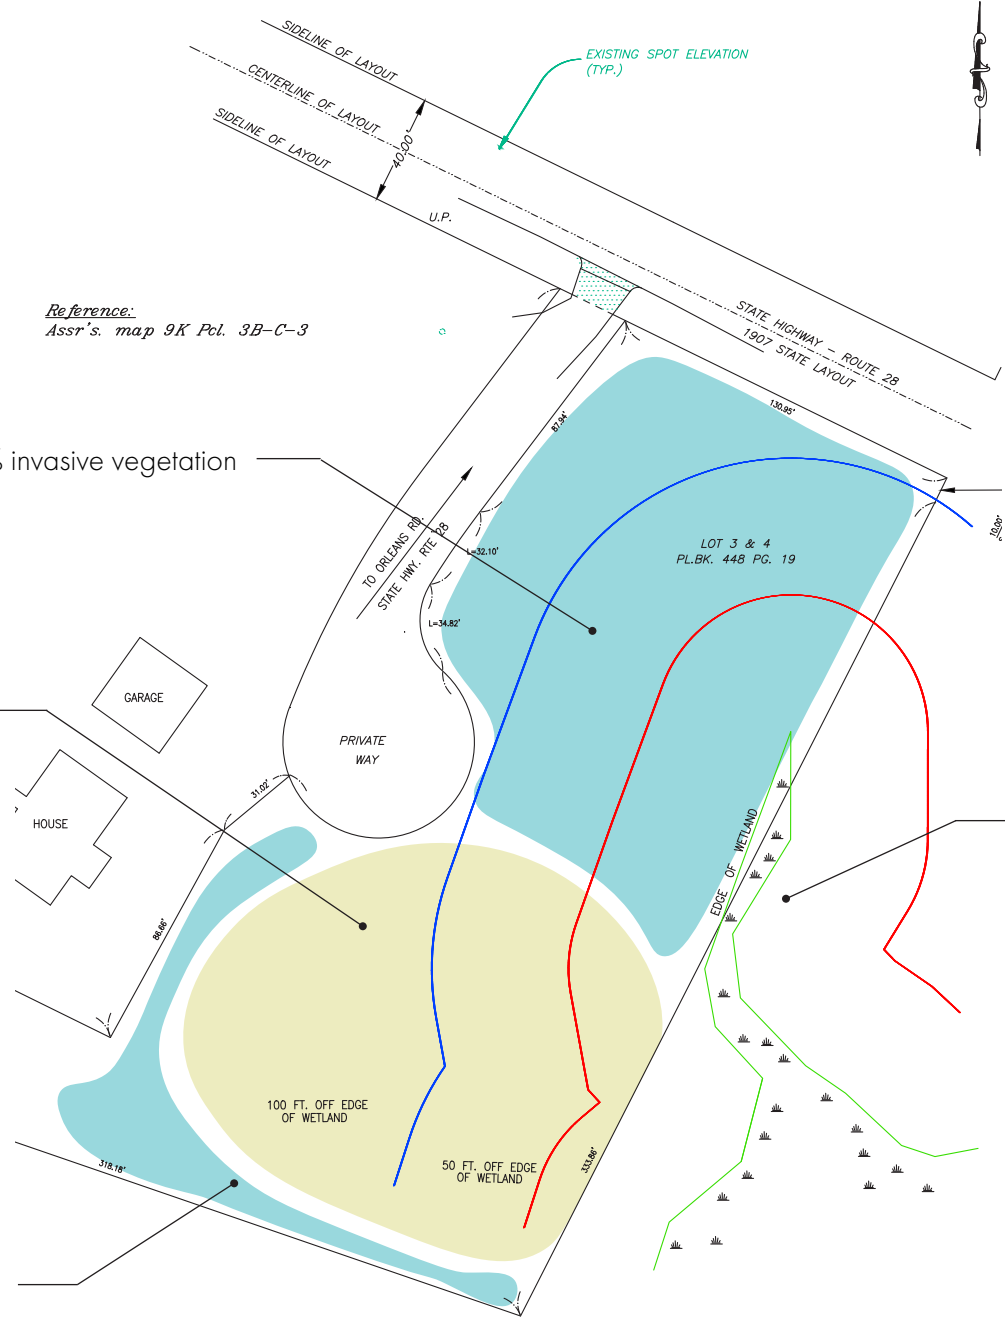 SIDELINE OF LAYOUT
CENTERLINE OF LAYOUT
SIDELINE OF LAYOUT
EXISTING SPOT ELEVATION
(TYP.)
40.00'
U.P.
Reference:
Assr's. map 9K Pcl. 3B-C-3
STATE HIGHWAY - ROUTE 28
1907 STATE LAYOUT
130.95'
87.94'
invasive vegetation
TO ORLEANS RD.
STATE HWY. RTE 28
L=32.10'
L=34.82'
LOT 3 & 4
PL.BK. 448 PG. 19
10.00'
GARAGE
PRIVATE
WAY
HOUSE
31.02'
86.66'
EDGE OF WETLAND
100 FT. OFF EDGE
OF WETLAND
50 FT. OFF EDGE
OF WETLAND
333.86'
318.18'